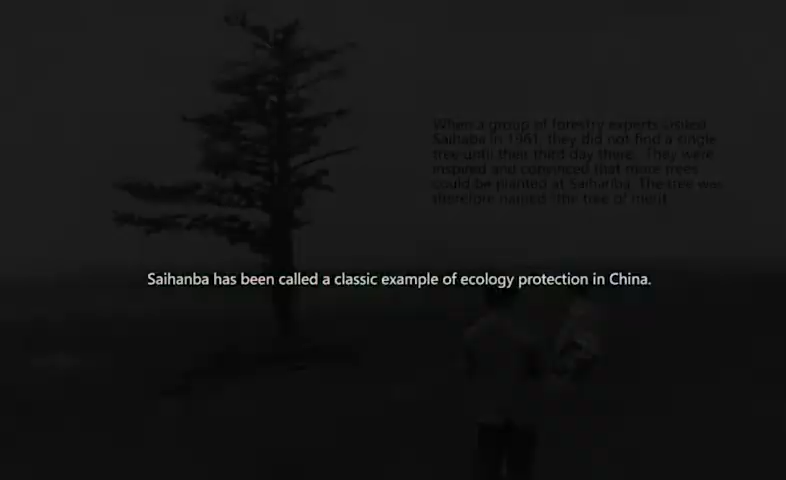 When a group of forestry experts visited
Saihaba in 1961, they did not find a single
tree until their third day there. They were
inspired and convinced that more trees
could be planted at Saihanba. The tree was
therefore named the tree of merit
Saihanba has been called a classic example of ecology protection in China.